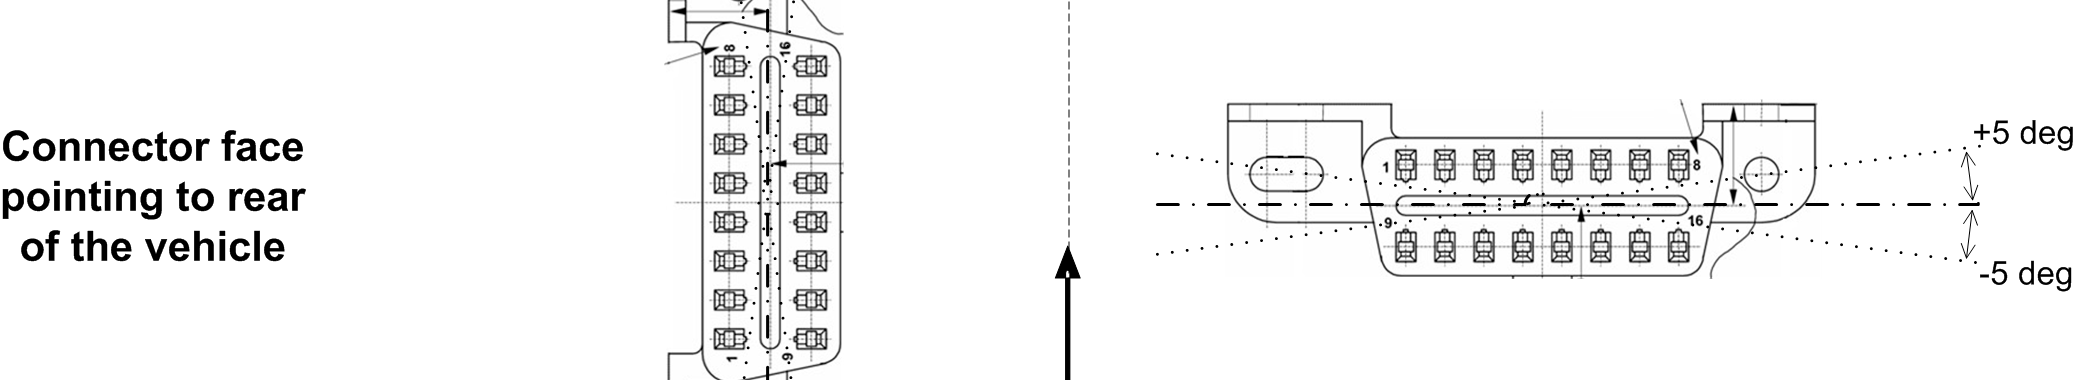 Connector face
pointing to rear
of the vehicle
8
16
1
9
1
8
9
16
+5 deg
-5 deg